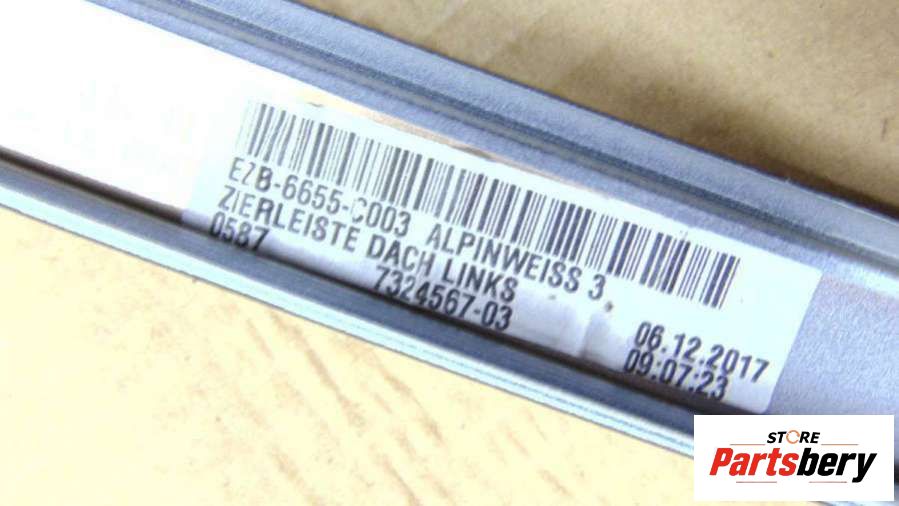 EZB-6655-C003 ALPINWEISS 3
ZIERLEISTE DACH LINKS
0587 7324567-03 06.12.2017
09:07:23
STORE
Partsbery